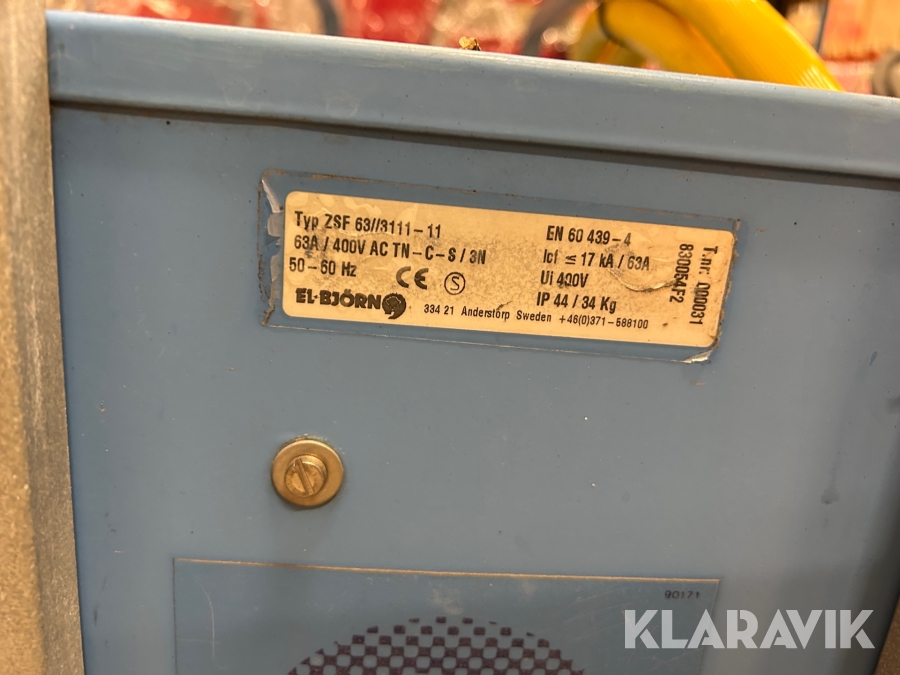 Typ ZSF 63//3111-11
63A / 400V AC TN-C-S / 3N
50-60 Hz
CE S
EL-BJÖRN
EN 60 439-4
Icf ≤ 17 kA / 63A
Ui 400V
IP 44 / 34 Kg
334 21 Anderstorp Sweden +46(0)371-588100
T.nr: 000031
830054F2
90171
KLARAVIK